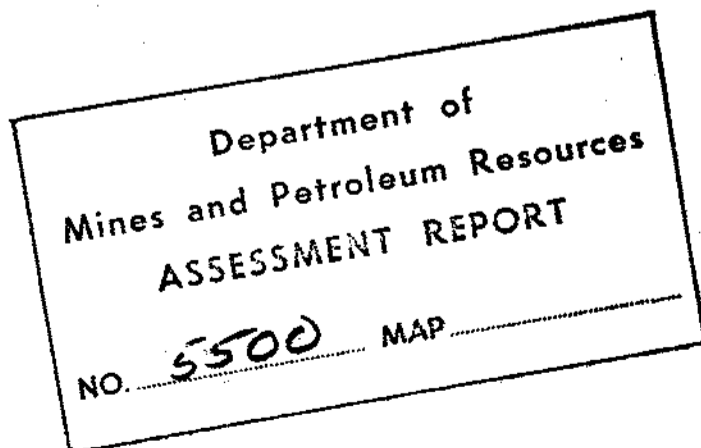 Department of
Mines and Petroleum Resources
ASSESSMENT REPORT
NO. 5500 MAP